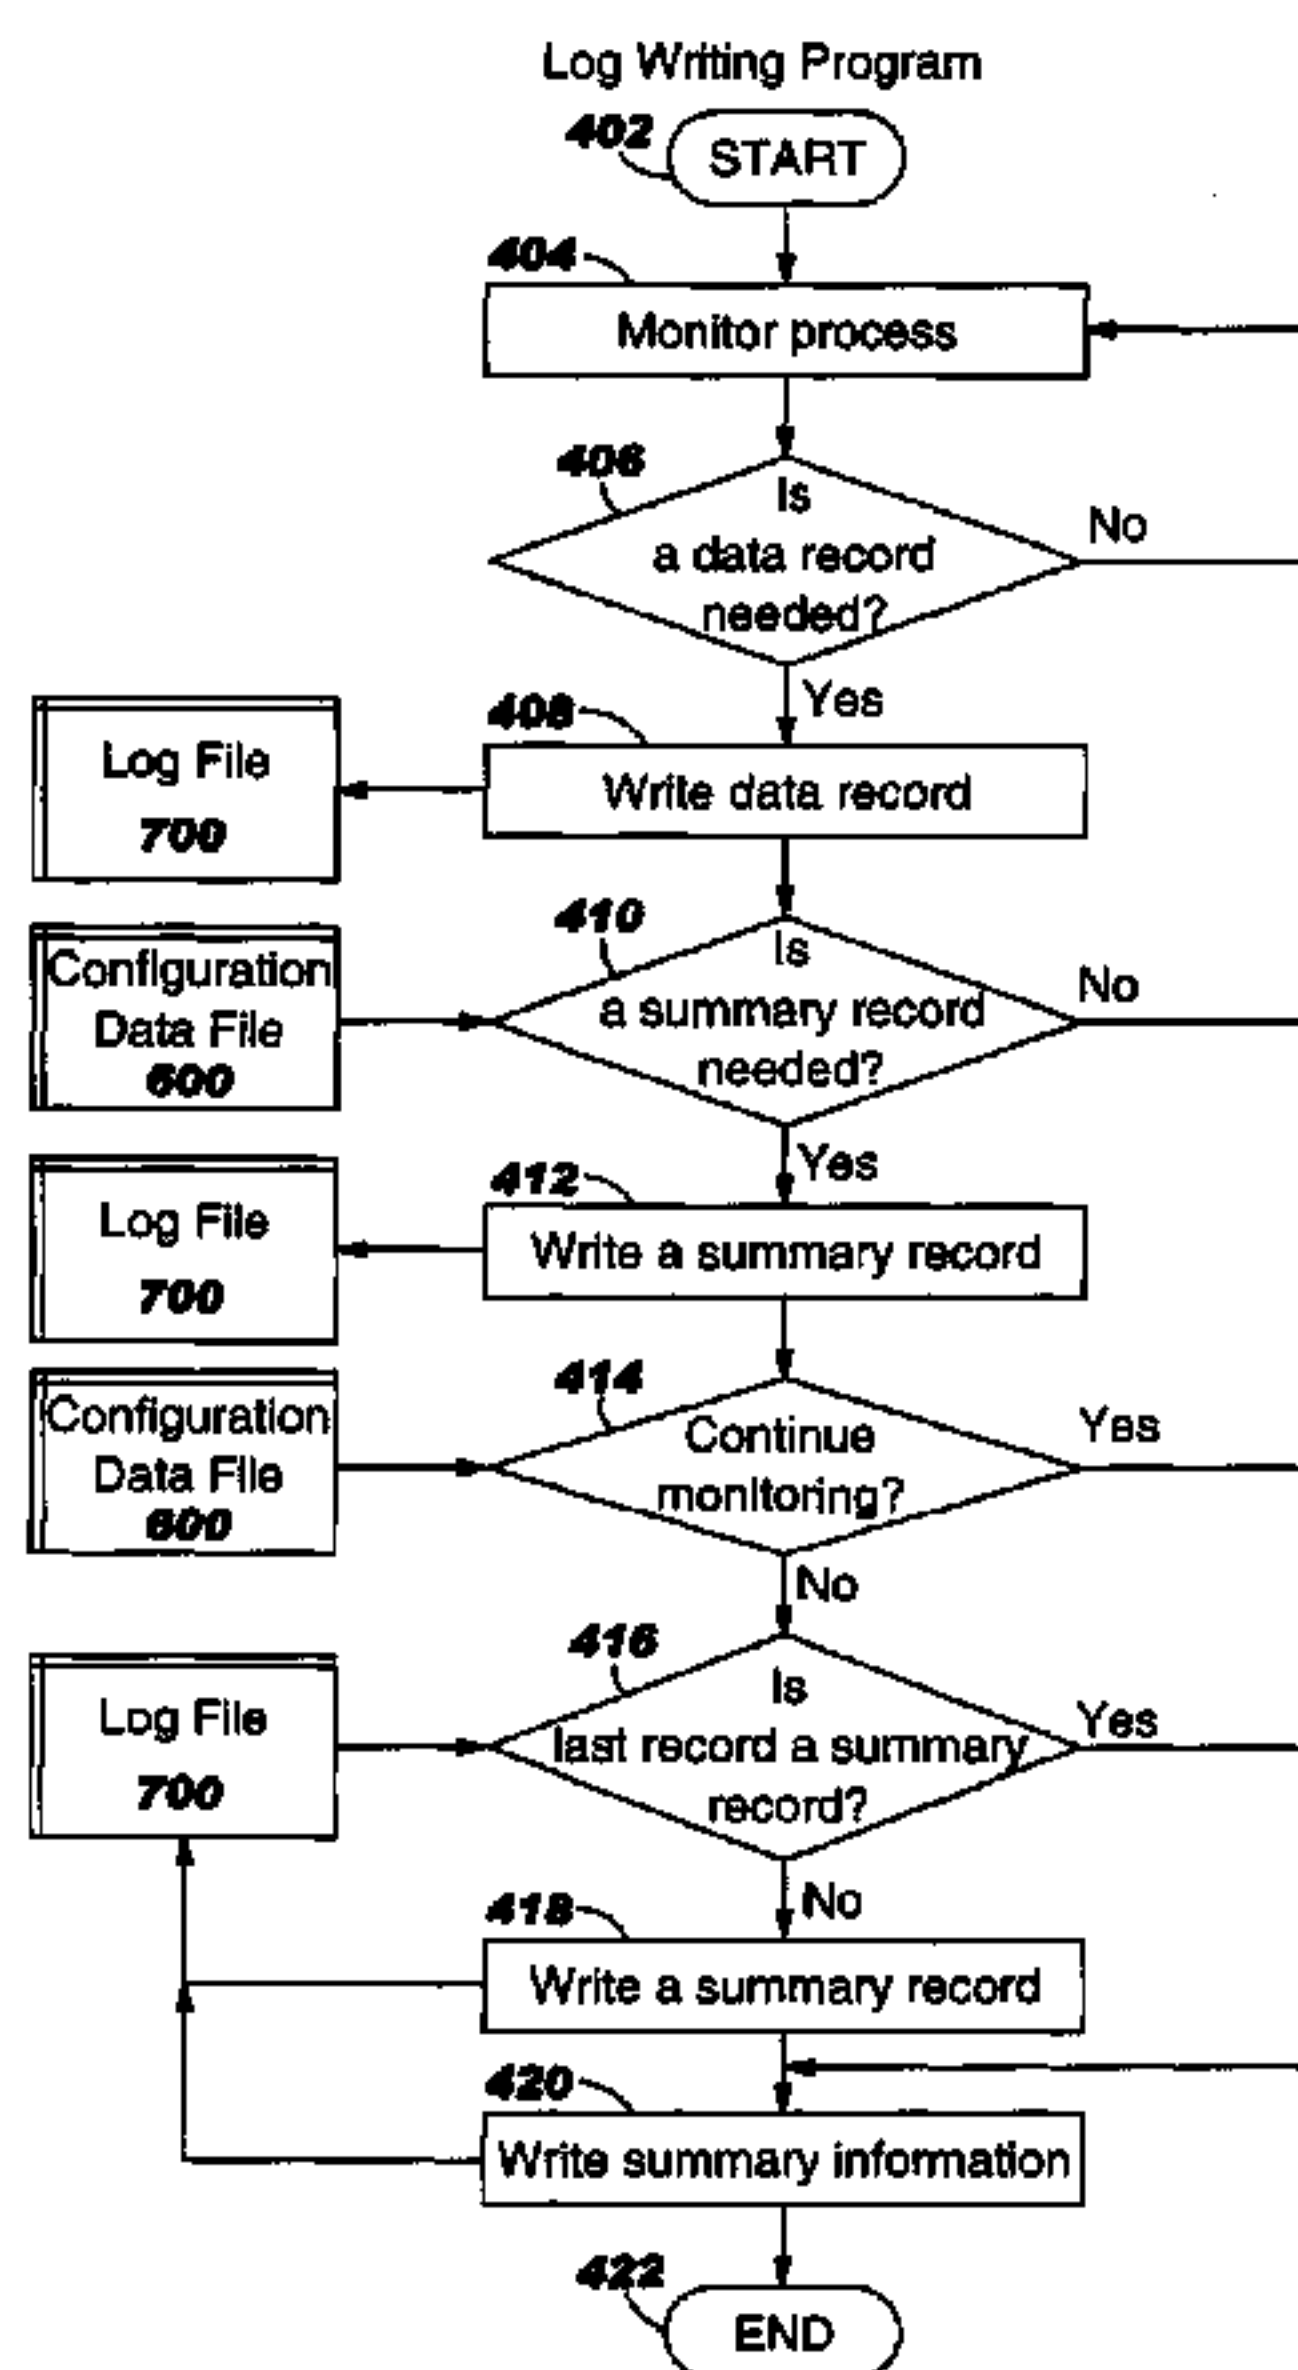 Log Writing Program
402
START
404
Monitor process
406
Is
a data record
needed?
No
Yes
408
Write data record
Log File
700
410
Is
a summary record
needed?
No
Configuration
Data File
600
Yes
412
Write a summary record
Log File
700
414
Continue
monitoring?
Yes
Configuration
Data File
600
No
416
Is
last record a summary
record?
Yes
Log File
700
No
418
Write a summary record
420
Write summary information
422
END